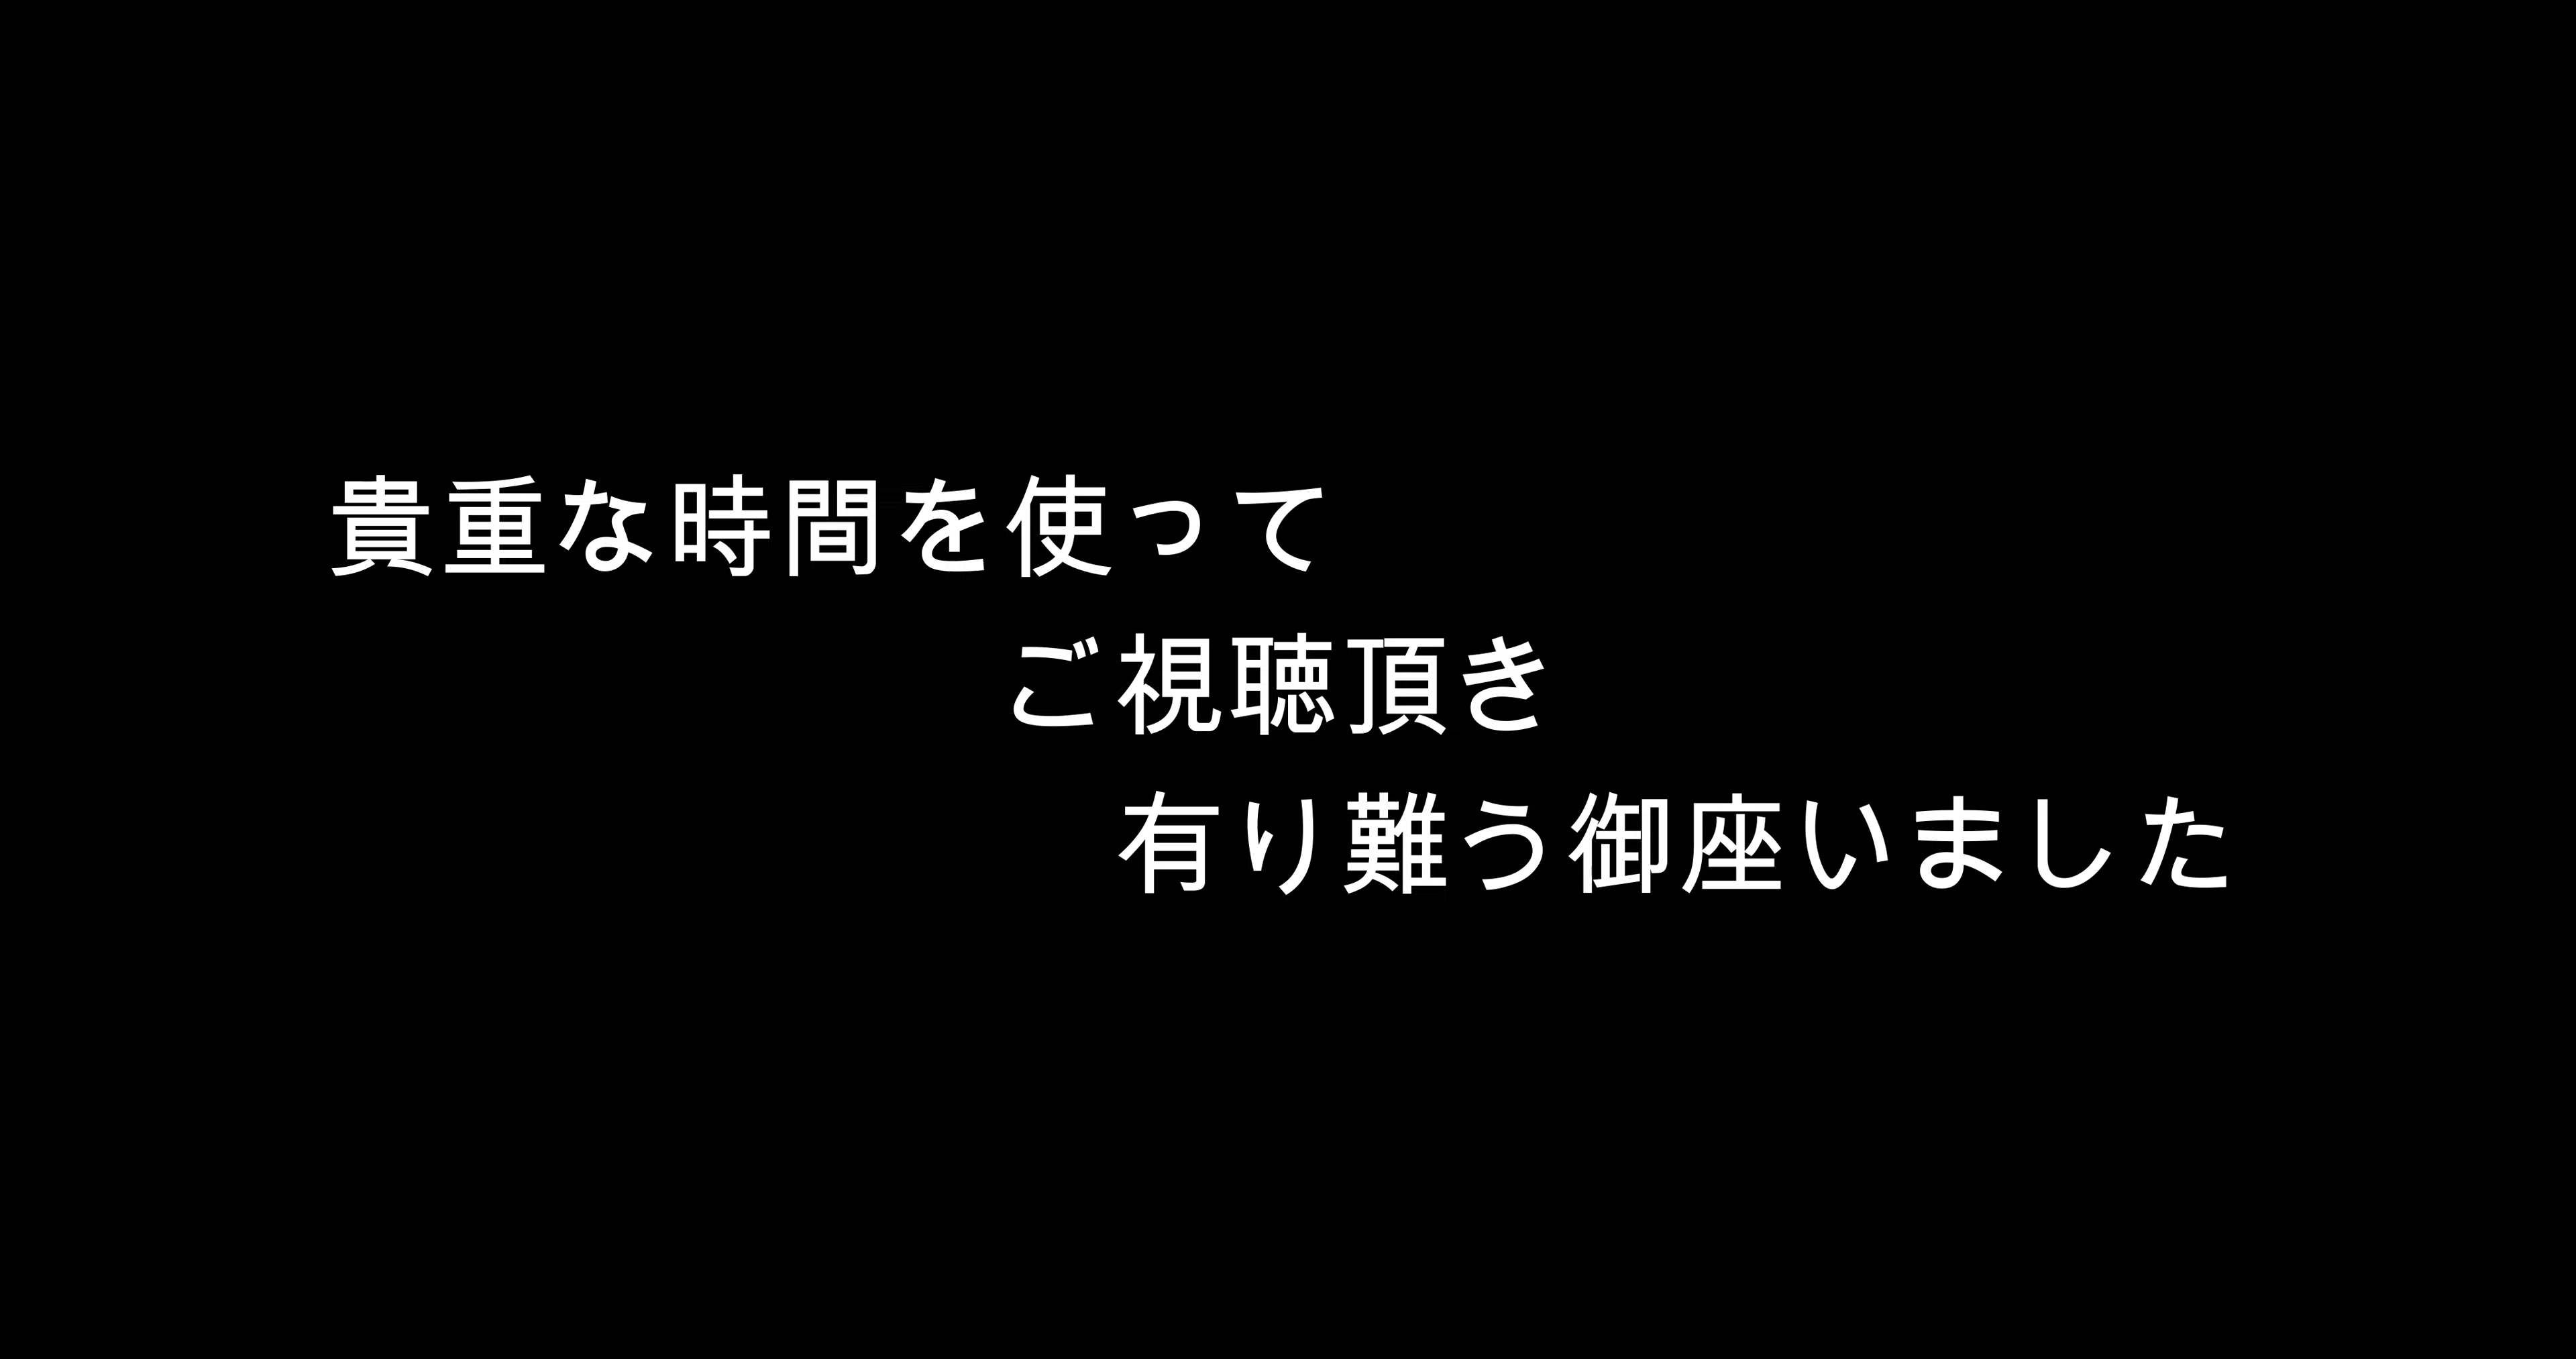 貴重な時間を使って
ご視聴頂き
有り難う御座いました